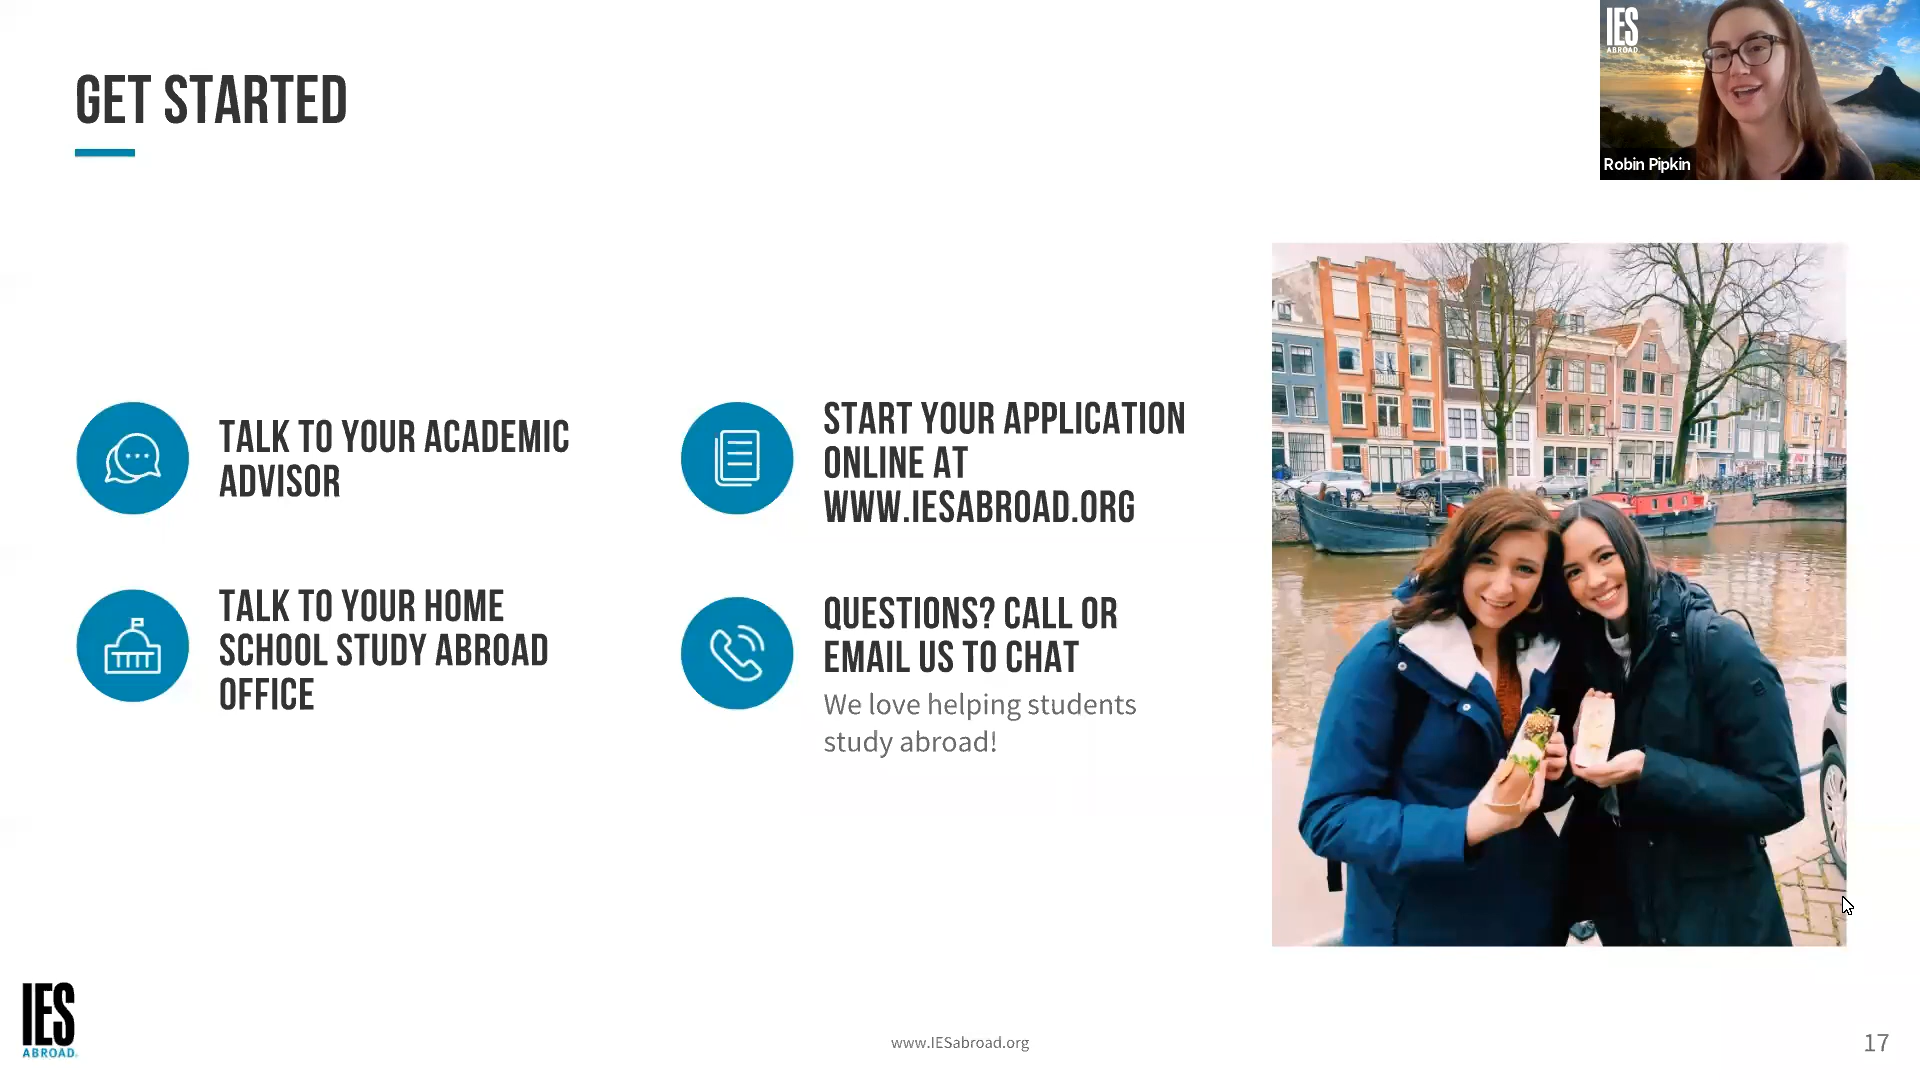 IES
ABROAD
Robin Pipkin
GET STARTED
TALK TO YOUR ACADEMIC
ADVISOR
TALK TO YOUR HOME
SCHOOL STUDY ABROAD
OFFICE
START YOUR APPLICATION
ONLINE AT
WWW.IESABROAD.ORG
QUESTIONS? CALL OR
EMAIL US TO CHAT
We love helping students
study abroad!
IES
ABROAD
www.IESabroad.org
17